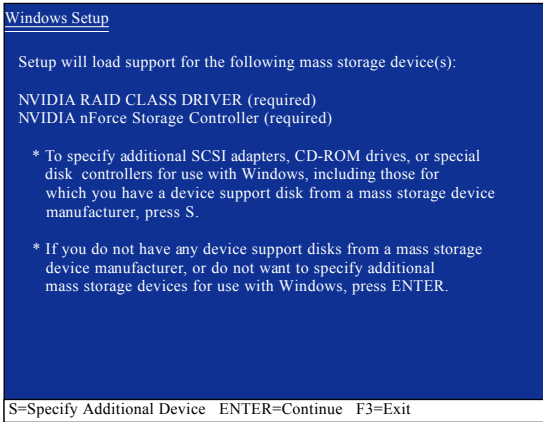 Windows Setup
Setup will load support for the following mass storage device(s):
NVIDIA RAID CLASS DRIVER (required)
NVIDIA nForce Storage Controller (required)
* To specify additional SCSI adapters, CD-ROM drives, or special
disk controllers for use with Windows, including those for
which you have a device support disk from a mass storage device
manufacturer, press S.
* If you do not have any device support disks from a mass storage
device manufacturer, or do not want to specify additional
mass storage devices for use with Windows, press ENTER.
S=Specify Additional Device ENTER=Continue F3=Exit